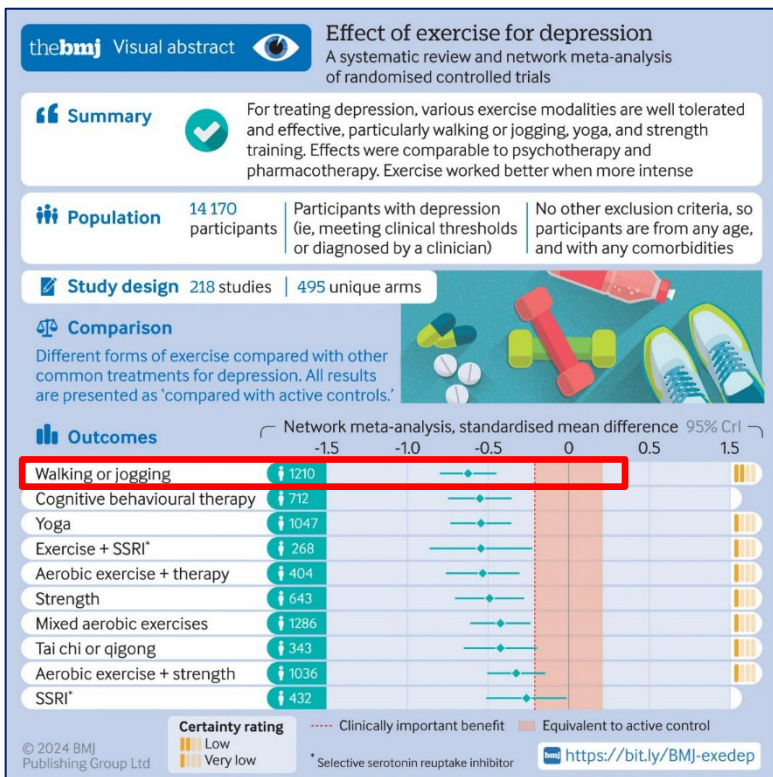 thebmj Visual abstract
Effect of exercise for depression
A systematic review and network meta-analysis
of randomised controlled trials
Summary
For treating depression, various exercise modalities are well tolerated
and effective, particularly walking or jogging, yoga, and strength
training. Effects were comparable to psychotherapy and
pharmacotherapy. Exercise worked better when more intense
Population
14 170
participants
Participants with depression
(ie, meeting clinical thresholds
or diagnosed by a clinician)
No other exclusion criteria, so
participants are from any age,
and with any comorbidities
Study design 218 studies | 495 unique arms
Comparison
Different forms of exercise compared with other
common treatments for depression. All results
are presented as 'compared with active controls.'
Outcomes
Network meta-analysis, standardised mean difference 95% CrI
-1.5 -1.0 -0.5 0 0.5 1.5
Walking or jogging 1210
Cognitive behavioural therapy 712
Yoga 1047
Exercise + SSRI* 268
Aerobic exercise + therapy 404
Strength 643
Mixed aerobic exercises 1286
Tai chi or qigong 343
Aerobic exercise + strength 1036
SSRI* 432
Certainty rating
Low
Very low
Clinically important benefit
Equivalent to active control
* Selective serotonin reuptake inhibitor
bmj https://bit.ly/BMJ-exedep
© 2024 BMJ
Publishing Group Ltd